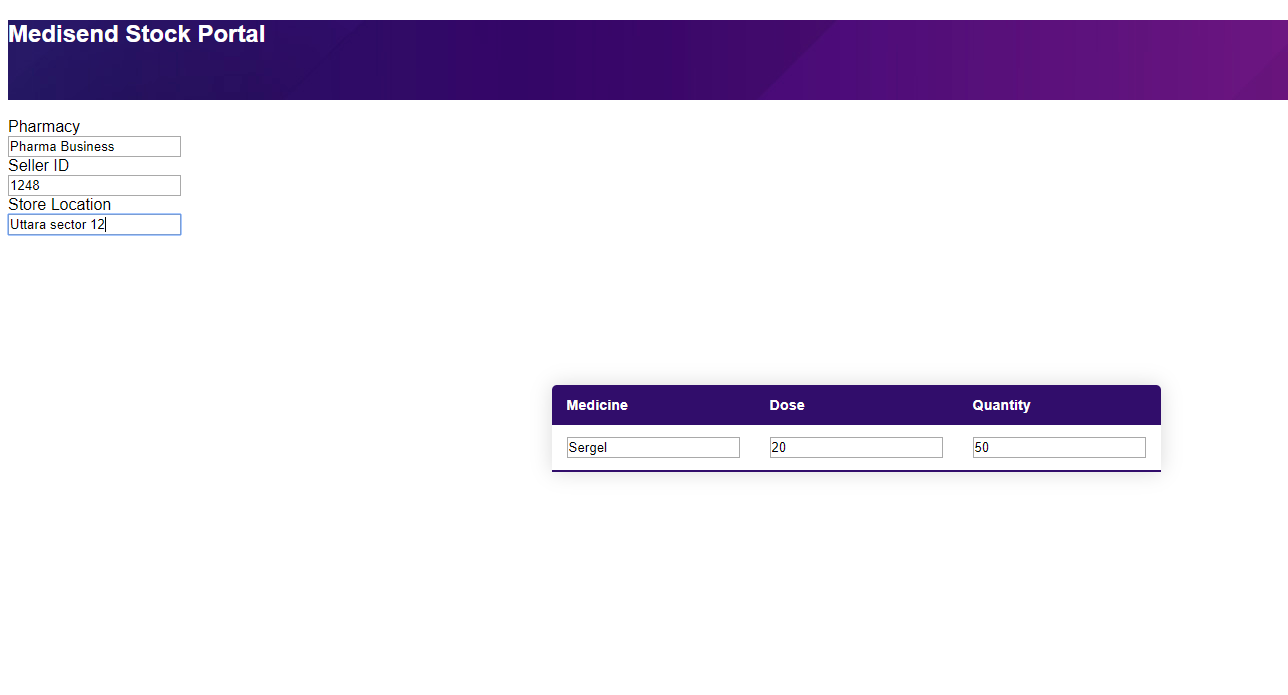 Medisend Stock Portal
Pharmacy
Pharma Business
Seller ID
1248
Store Location
Uttara sector 12
Medicine Dose Quantity
Sergel 20 50